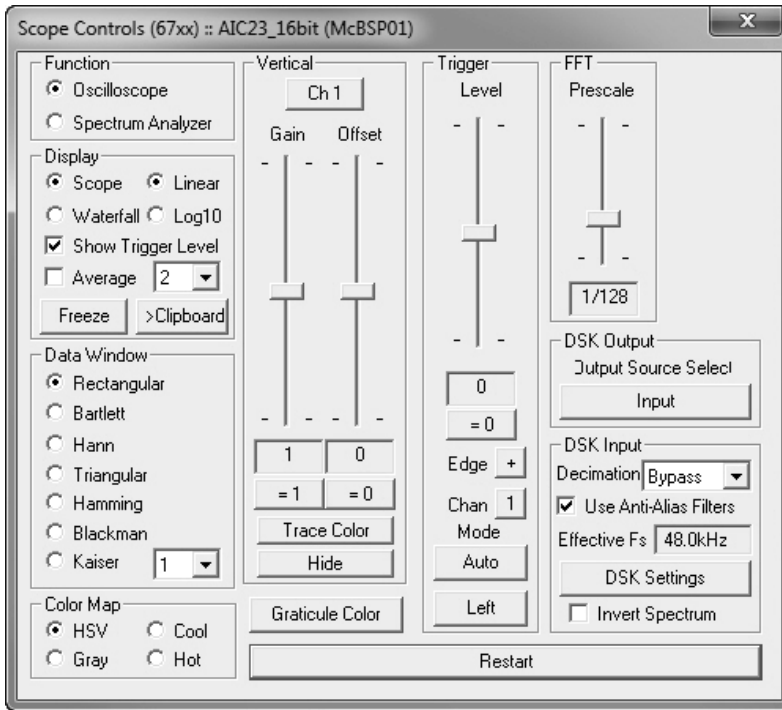 Scope Controls (67xx) :: AIC23_16bit (McBSP01)
Function
Oscilloscope
Spectrum Analyzer
Display
Scope Linear
Waterfall Log10
Show Trigger Level
Average 2
Freeze >Clipboard
Data Window
Rectangular
Bartlett
Hann
Triangular
Hamming
Blackman
Kaiser 1
Color Map
HSV Cool
Gray Hot
Vertical
Ch 1
Gain Offset
1 0
=1 =0
Trace Color
Hide
Graticule Color
Trigger
Level
0
=0
Edge +
Chan 1
Mode
Auto
Left
FFT
Prescale
1/128
DSK Output
Output Source Select
Input
DSK Input
Decimation Bypass
Use Anti-Alias Filters
Effective Fs 48.0kHz
DSK Settings
Invert Spectrum
Restart